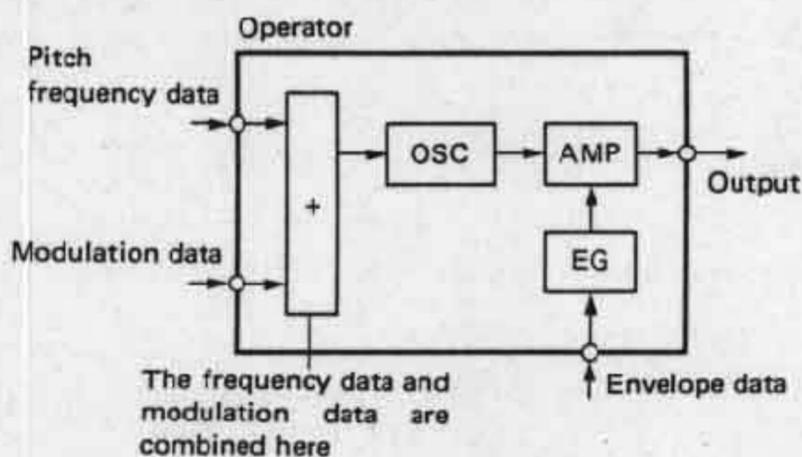 Operator
Pitch
frequency data
OSC
AMP
Output
+
Modulation data
EG
The frequency data and
modulation data are
combined here
Envelope data